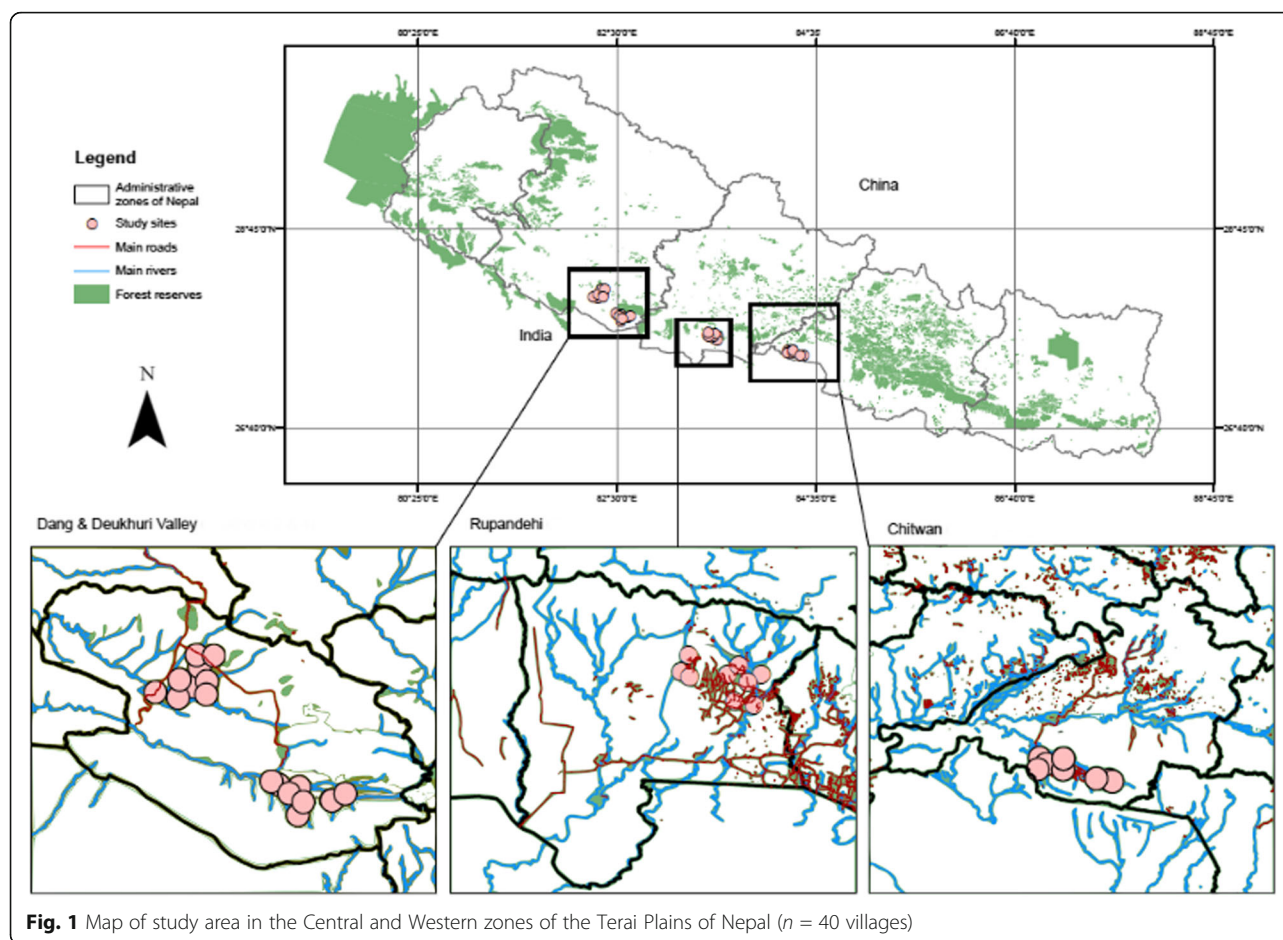 80°25'0"E 82°30'0"E 84°35'0"E 86°40'0"E 88°45'0"E
Legend
Administrative
zones of Nepal
Study sites
Main roads
Main rivers
Forest reserves
China
India
28°45'0"N 28°45'0"N
26°40'0"N 26°40'0"N
N
80°25'0"E 82°30'0"E 84°35'0"E 86°40'0"E 88°45'0"E
Dang & Deukhuri Valley
Rupandehi
Chitwan
Fig. 1 Map of study area in the Central and Western zones of the Terai Plains of Nepal (n = 40 villages)